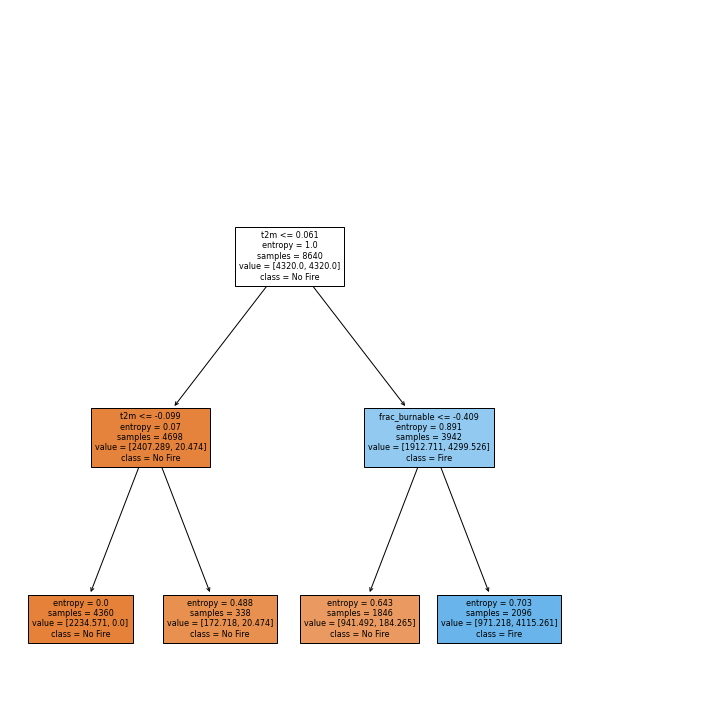 t2m <= 0.061
entropy = 1.0
samples = 8640
value = [4320.0, 4320.0]
class = No Fire
t2m <= -0.099
entropy = 0.07
samples = 4698
value = [2407.289, 20.474]
class = No Fire
frac_burnable <= -0.409
entropy = 0.891
samples = 3942
value = [1912.711, 4299.526]
class = Fire
entropy = 0.0
samples = 4360
value = [2234.571, 0.0]
class = No Fire
entropy = 0.488
samples = 338
value = [172.718, 20.474]
class = No Fire
entropy = 0.643
samples = 1846
value = [941.492, 184.265]
class = No Fire
entropy = 0.703
samples = 2096
value = [971.218, 4115.261]
class = Fire